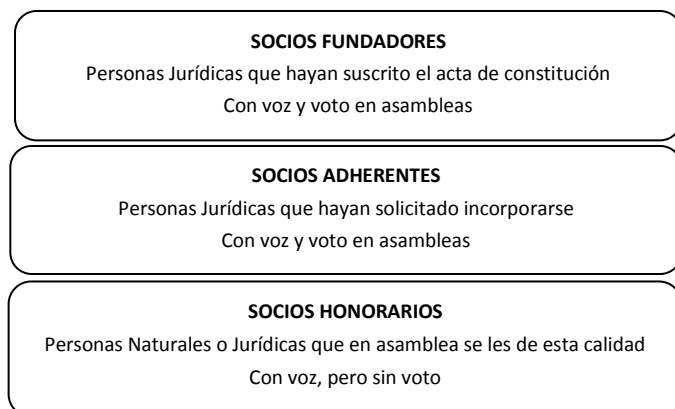 SOCIOS FUNDADORES
Personas Jurídicas que hayan suscrito el acta de constitución
Con voz y voto en asambleas
SOCIOS ADHERENTES
Personas Jurídicas que hayan solicitado incorporarse
Con voz y voto en asambleas
SOCIOS HONORARIOS
Personas Naturales o Jurídicas que en asamblea se les de esta calidad
Con voz, pero sin voto